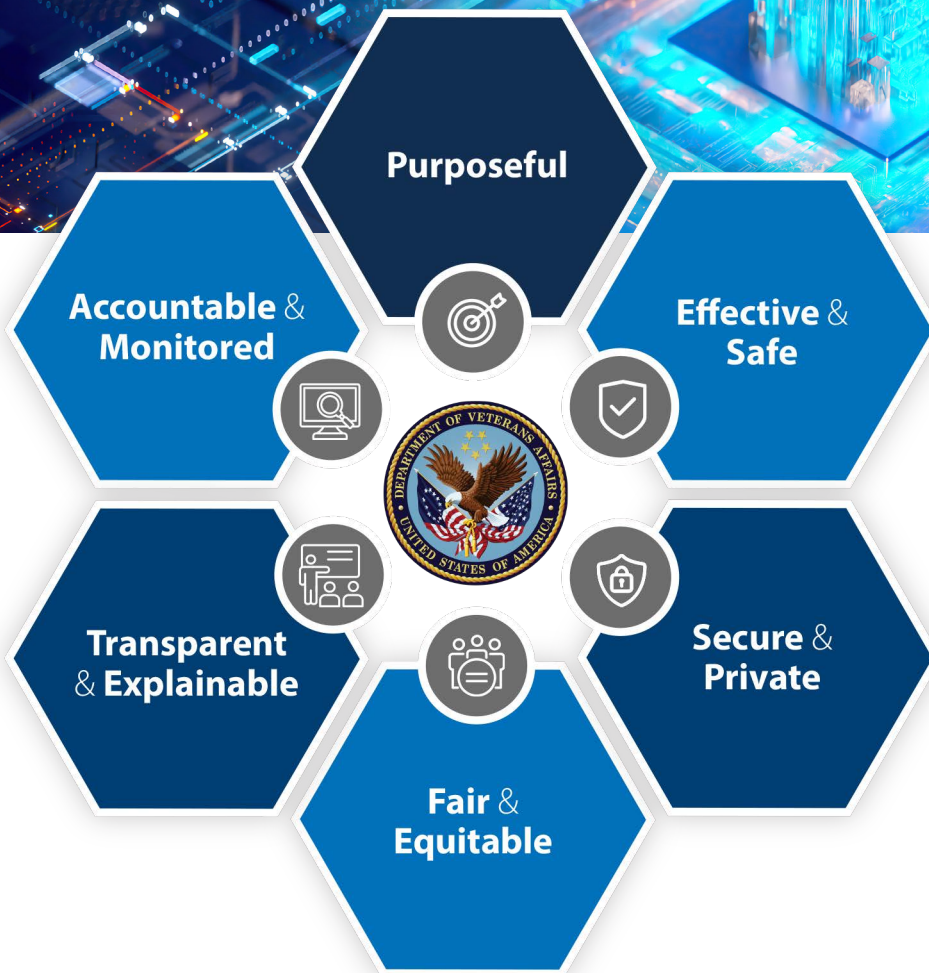 Purposeful
Accountable &
Monitored
Effective &
Safe
DEPARTMENT OF VETERANS AFFAIRS
UNITED STATES OF AMERICA
Transparent
& Explainable
Secure &
Private
Fair &
Equitable